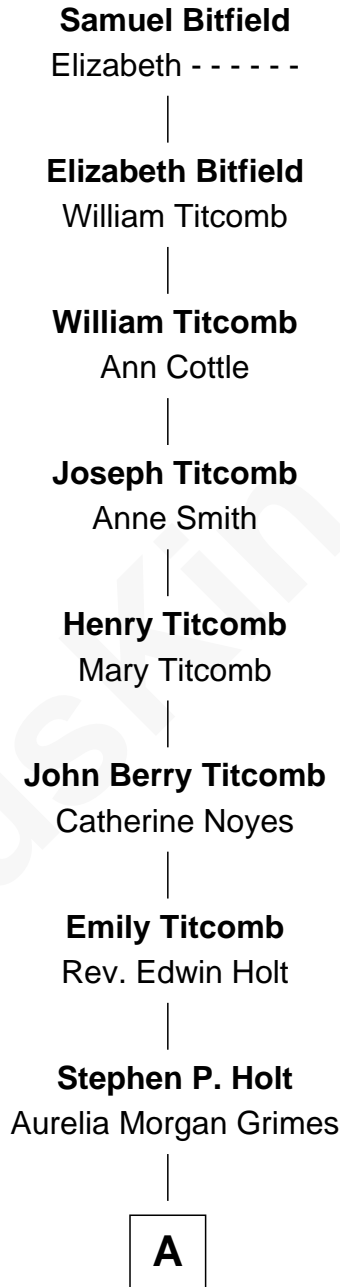 Samuel Bitfield
Elizabeth - - - - - -
Elizabeth Bitfield
William Titcomb
William Titcomb
Ann Cottle
Joseph Titcomb
Anne Smith
Henry Titcomb
Mary Titcomb
John Berry Titcomb
Catherine Noyes
Emily Titcomb
Rev. Edwin Holt
Stephen P. Holt
Aurelia Morgan Grimes
A